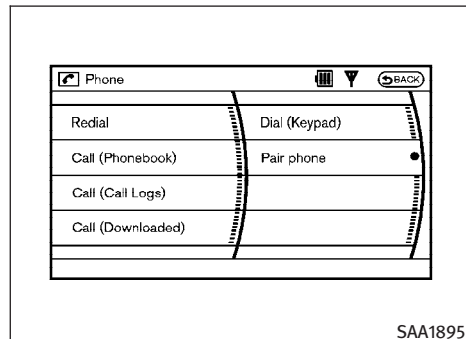 Phone
BACK
Redial
Dial (Keypad)
Call (Phonebook)
Pair phone
Call (Call Logs)
Call (Downloaded)
SAA1895